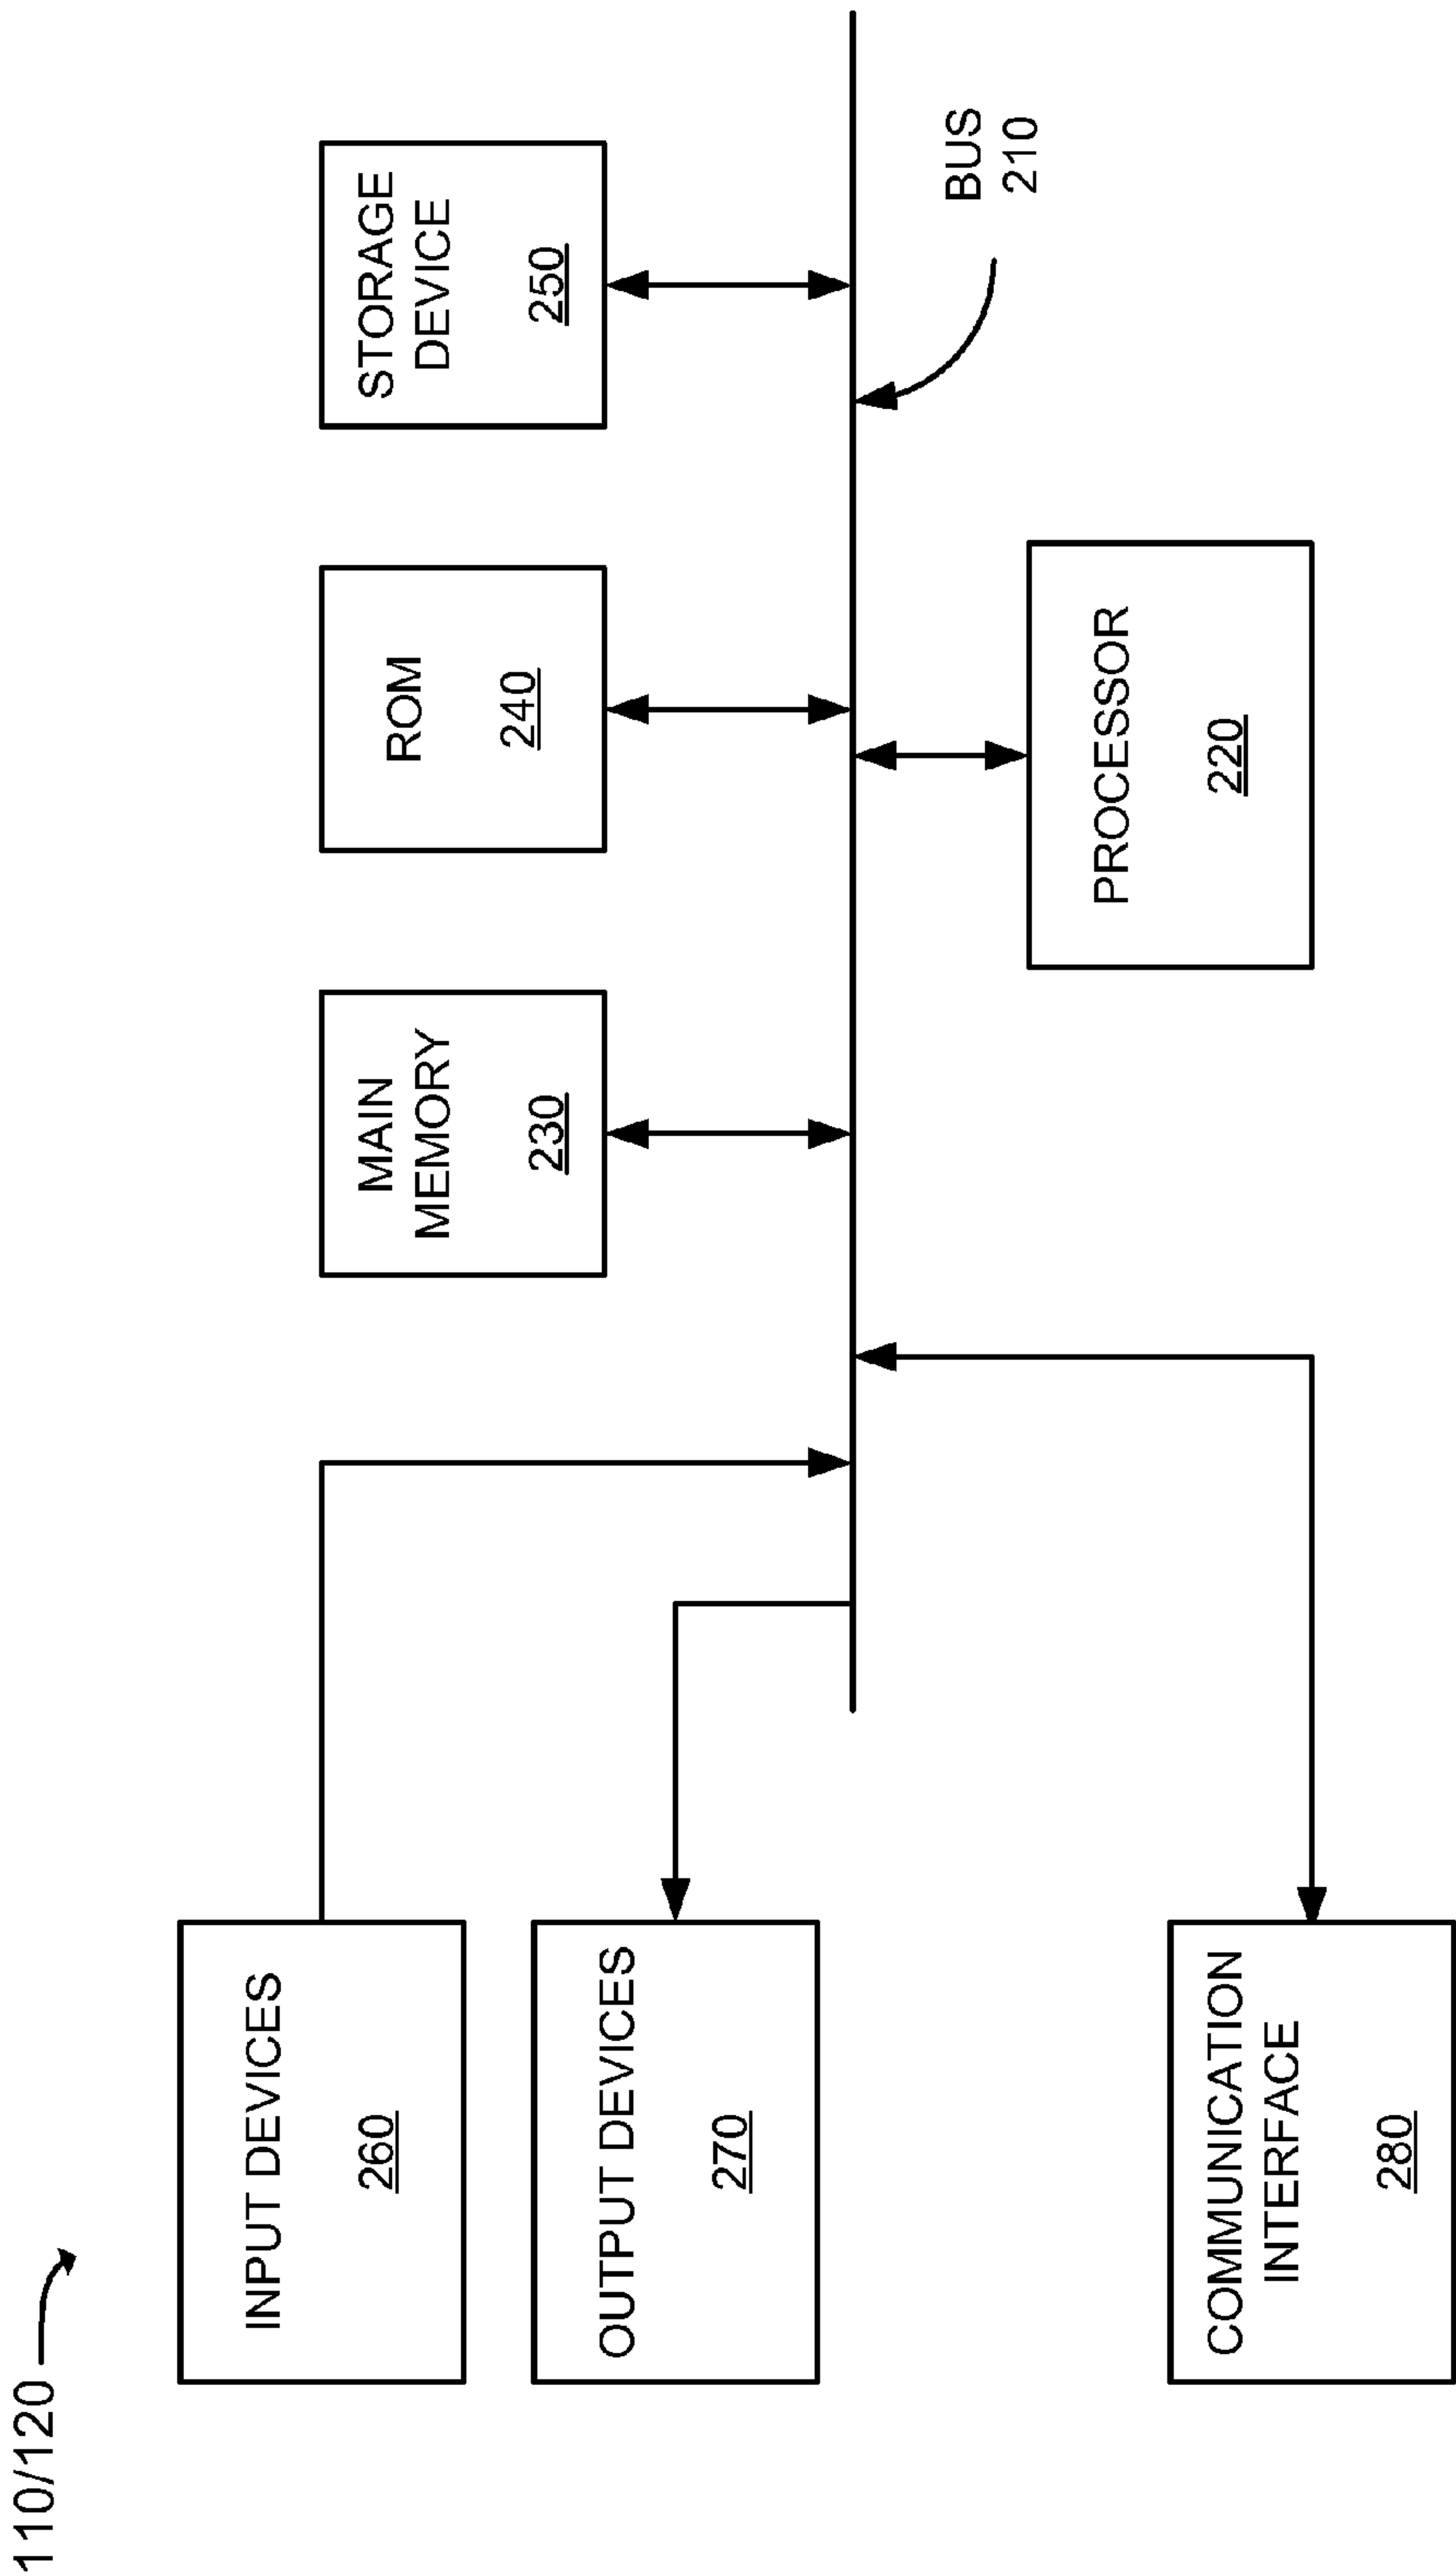 110/120
INPUT DEVICES
260
OUTPUT DEVICES
270
COMMUNICATION
INTERFACE
280
MAIN
MEMORY
230
ROM
240
STORAGE
DEVICE
250
PROCESSOR
220
BUS
210